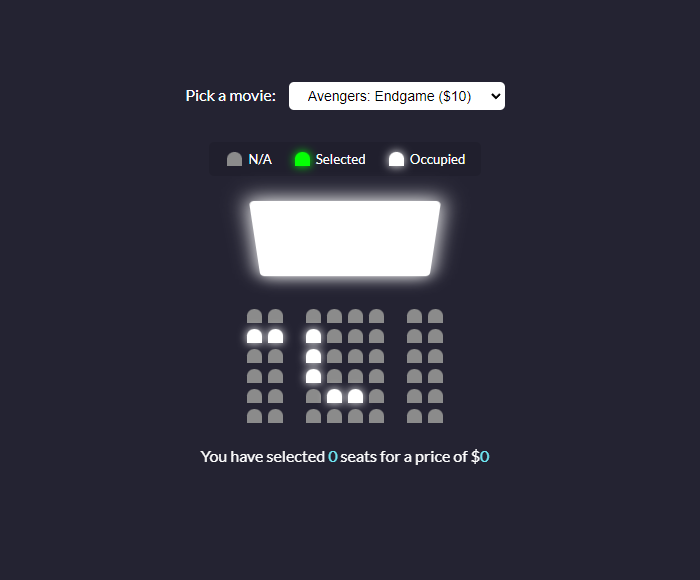 Pick a movie: Avengers: Endgame ($10)
N/A Selected Occupied
You have selected 0 seats for a price of $0